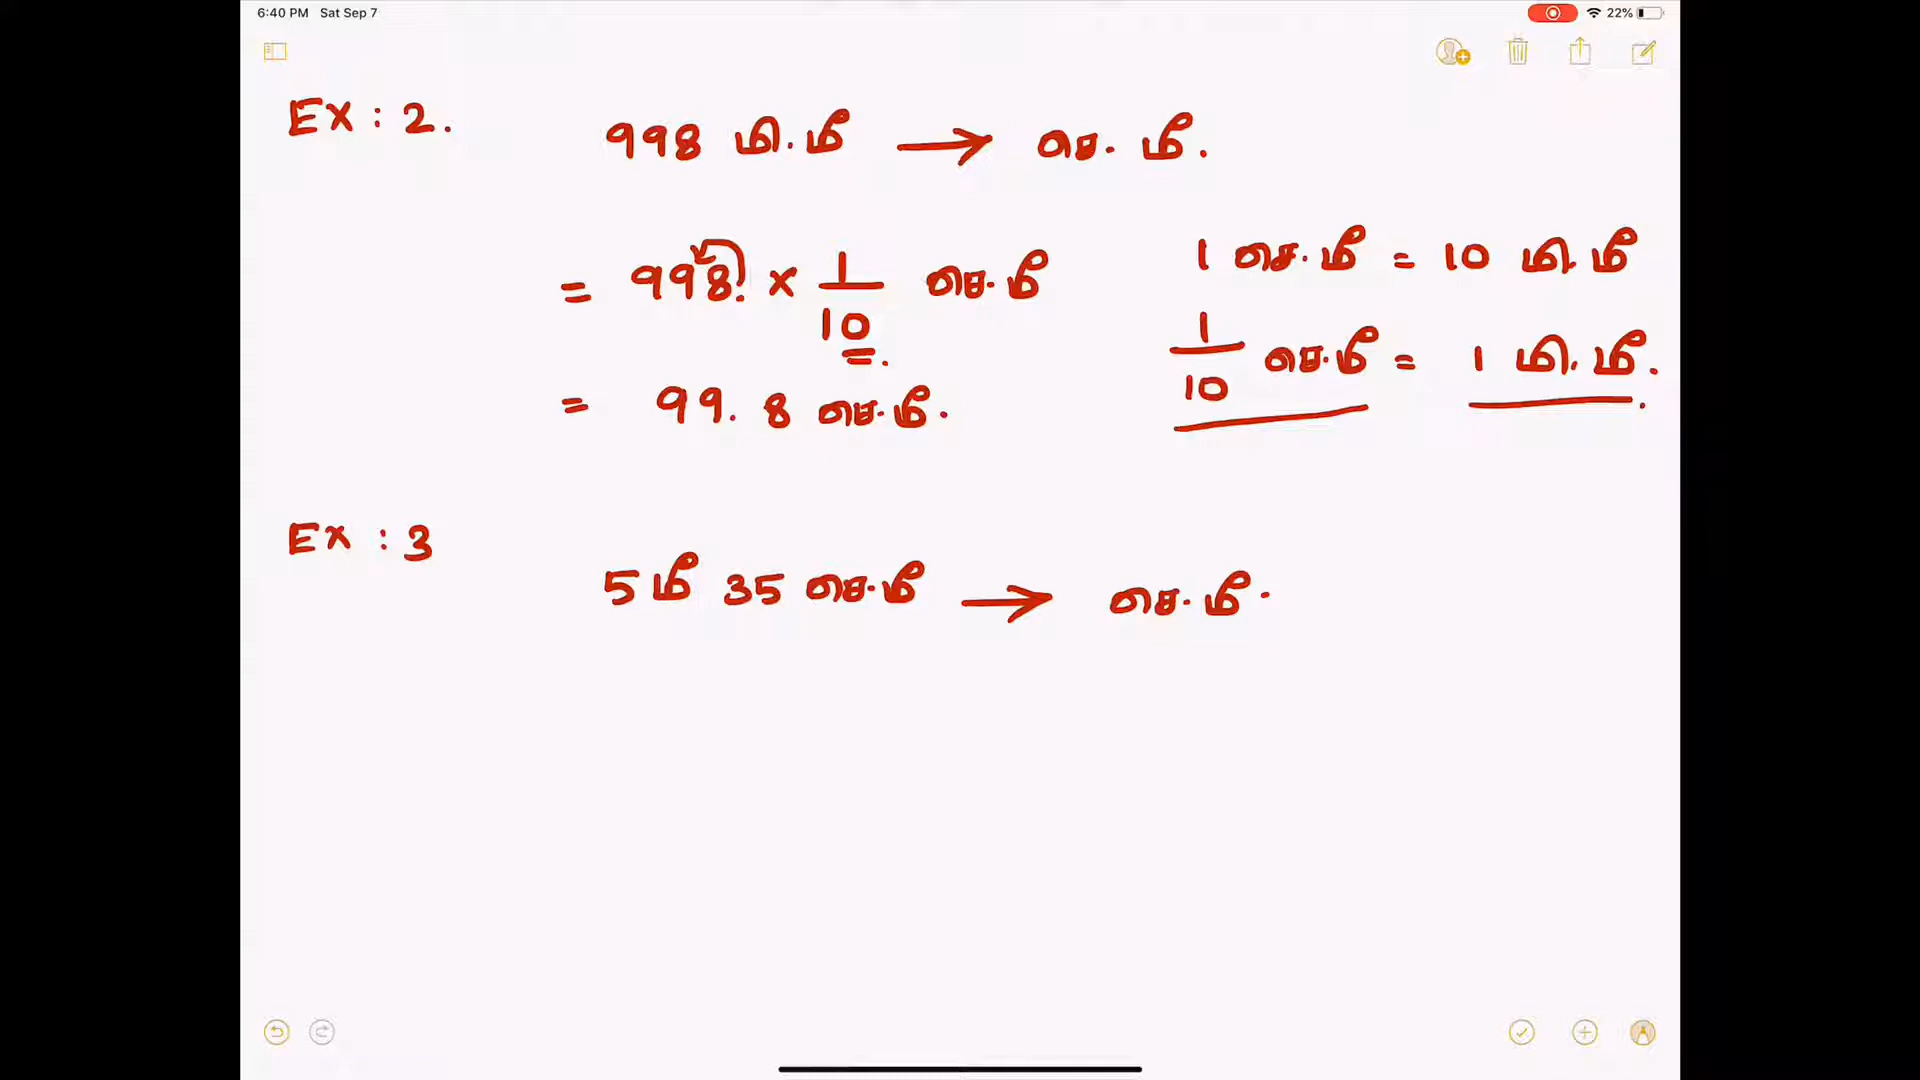 6:40 PM Sat Sep 7 22%
EX : 2.
998 மி.மீ → செ. மீ.
= 998. × 1/10 செ.மீ
1 செ.மீ = 10 மி.மீ
1/10 செ.மீ = 1 மி.மீ.
= 99.8 செ.மீ.
EX : 3
5 மீ 35 செ.மீ → செ.மீ.